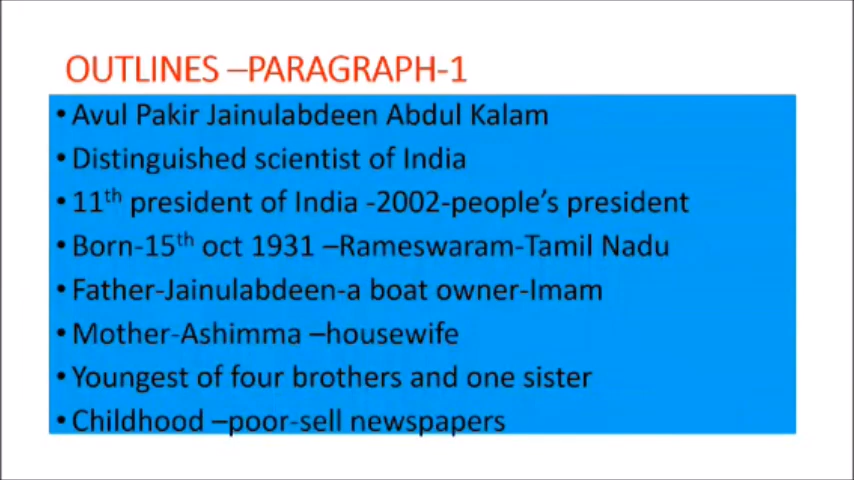 OUTLINES –PARAGRAPH-1
• Avul Pakir Jainulabdeen Abdul Kalam
• Distinguished scientist of India
• 11th president of India -2002-people’s president
• Born-15th oct 1931 –Rameswaram-Tamil Nadu
• Father-Jainulabdeen-a boat owner-Imam
• Mother-Ashimma –housewife
• Youngest of four brothers and one sister
• Childhood –poor-sell newspapers